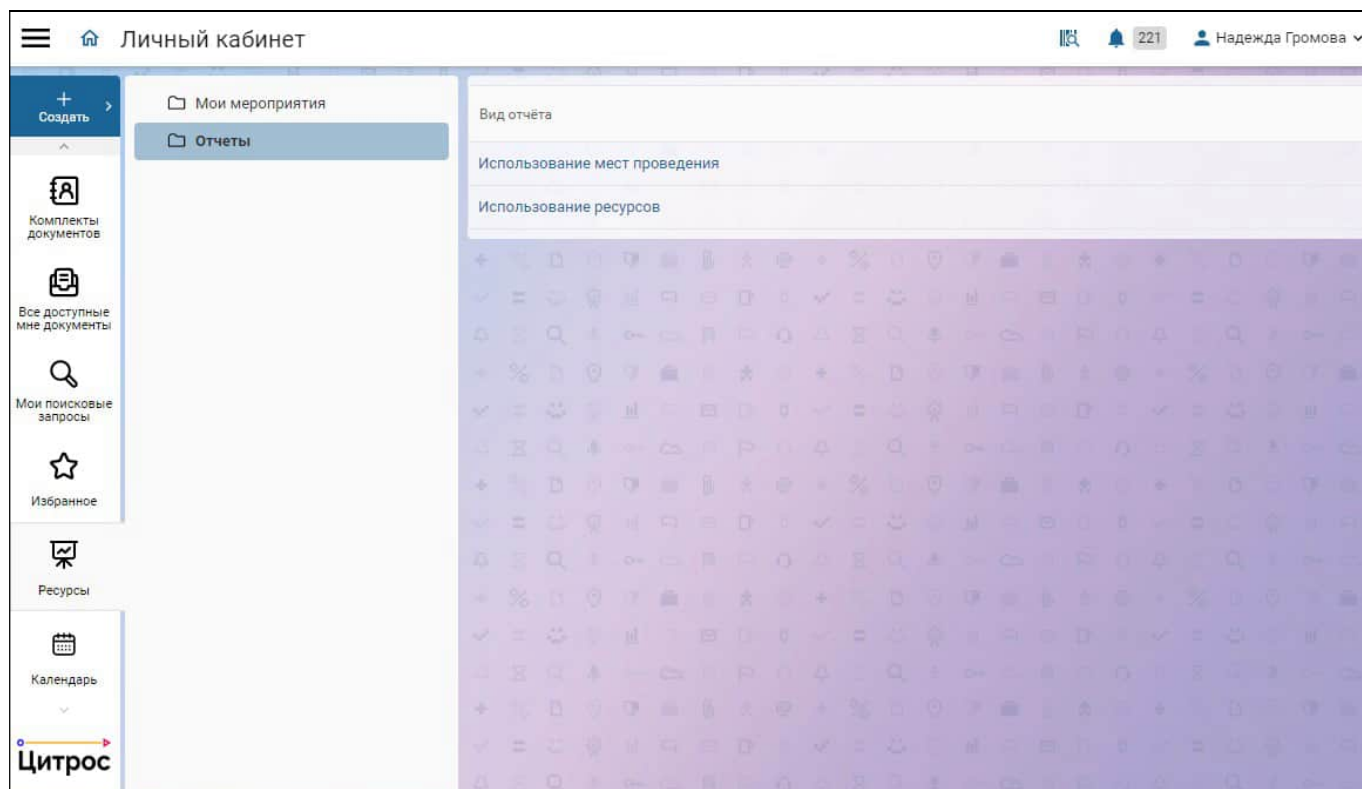 Личный кабинет
221
Надежда Громова
+
Создать
Мои мероприятия
Отчеты
Вид отчёта
Использование мест проведения
Использование ресурсов
Комплекты
документов
Все доступные
мне документы
Мои поисковые
запросы
Избранное
Ресурсы
Календарь
Цитрос